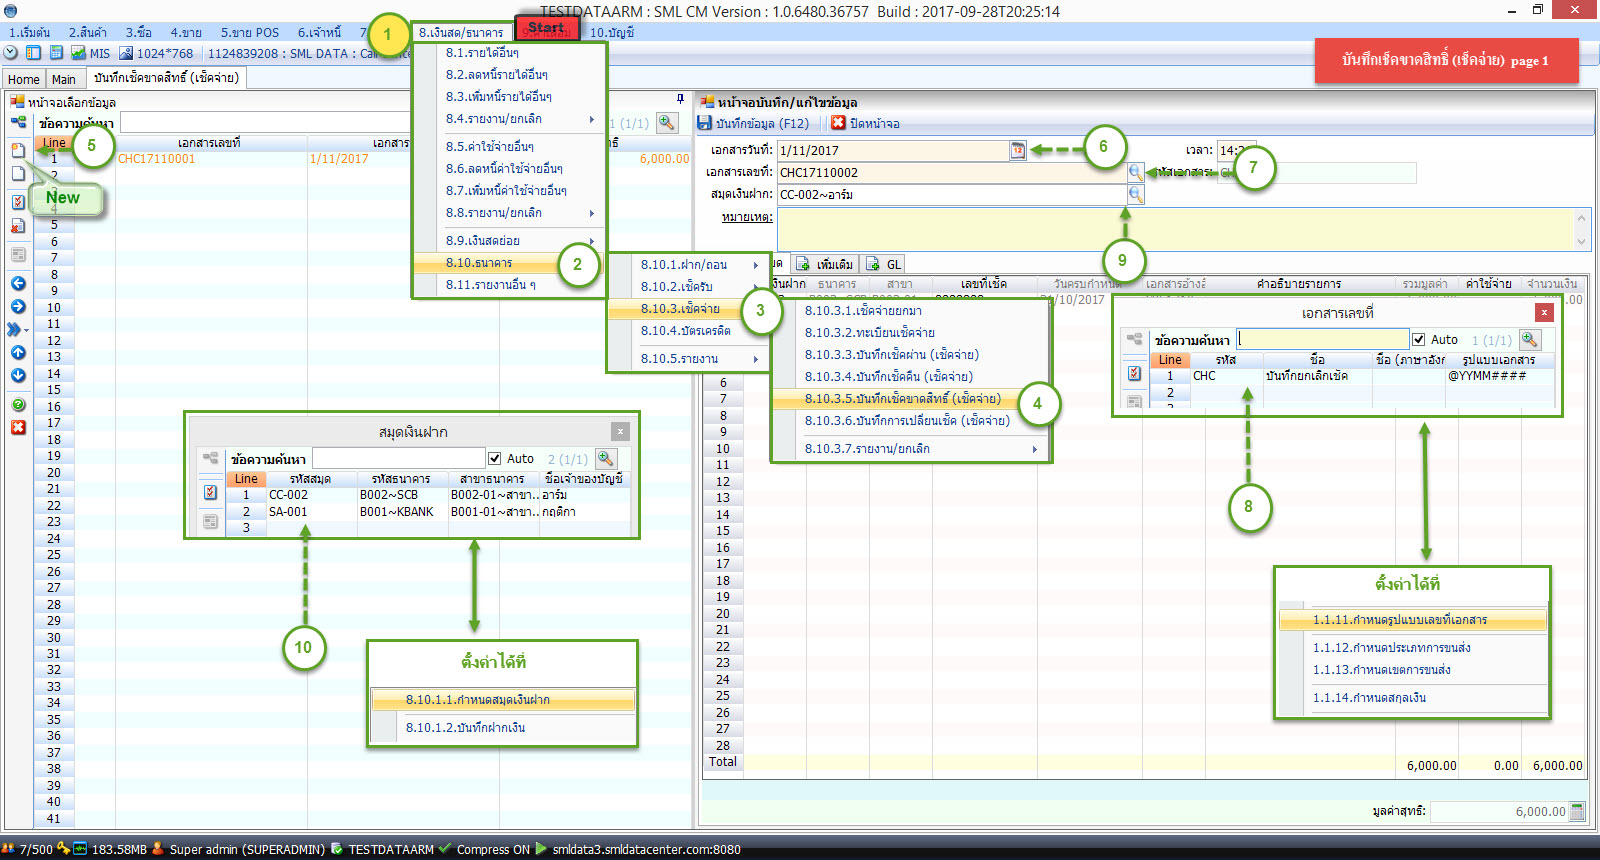 TESTDATAARM : SML CM Version : 1.0.6480.36757 Build : 2017-09-28T20:25:14
1.เริ่มต้น 2.สินค้า 3.ซื้อ 4.ขาย 5.ขาย POS 6.เจ้าหนี้ 1 8.เงินสด/ธนาคาร Start 10.บัญชี
MIS 1024*768 1124839208 : SML DATA
Home Main บันทึกเช็คขาดสิทธิ์ (เช็คจ่าย)
บันทึกเช็คขาดสิทธิ์ (เช็คจ่าย) page 1
หน้าจอเลือกข้อมูล
ข้อความค้นหา
1 (1/1)
Line เอกสารเลขที่
1 CHC17110001 1/11/2017 6,000.00
5
New
8.1.รายได้อื่นๆ
8.2.ลดหนี้รายได้อื่นๆ
8.3.เพิ่มหนี้รายได้อื่นๆ
8.4.รายงาน/ยกเลิก
8.5.ค่าใช้จ่ายอื่นๆ
8.6.ลดหนี้ค่าใช้จ่ายอื่นๆ
8.7.เพิ่มหนี้ค่าใช้จ่ายอื่นๆ
8.8.รายงาน/ยกเลิก
8.9.เงินสดย่อย
8.10.ธนาคาร 2
8.11.รายงานอื่น ๆ
8.10.1.ฝาก/ถอน
8.10.2.เช็ครับ
8.10.3.เช็คจ่าย 3
8.10.4.บัตรเครดิต
8.10.5.รายงาน
8.10.3.1.เช็คจ่ายยกมา
8.10.3.2.ทะเบียนเช็คจ่าย
8.10.3.3.บันทึกเช็คผ่าน (เช็คจ่าย)
8.10.3.4.บันทึกเช็คคืน (เช็คจ่าย)
8.10.3.5.บันทึกเช็คขาดสิทธิ์ (เช็คจ่าย) 4
8.10.3.6.บันทึกการเปลี่ยนเช็ค (เช็คจ่าย)
8.10.3.7.รายงาน/ยกเลิก
หน้าจอบันทึก/แก้ไขข้อมูล
บันทึกข้อมูล (F12) ปิดหน้าจอ
เอกสารวันที่: 1/11/2017 6 เวลา:
เอกสารเลขที่: CHC17110002 7
สมุดเงินฝาก: CC-002~อาร์ม
หมายเหตุ:
9
เพิ่มเติม GL
ธนาคาร สาขา เลขที่เช็ค วันครบกำหนด คำอธิบายรายการ รวมมูลค่า ค่าใช้จ่าย จำนวนเงิน
เอกสารเลขที่
ข้อความค้นหา Auto 1 (1/1)
Line รหัส ชื่อ ชื่อ (ภาษาอังก รูปแบบเอกสาร
1 CHC บันทึกยกเลิกเช็ค @YYMM####
2
8
ตั้งค่าได้ที่
1.1.11.กำหนดรูปแบบเลขที่เอกสาร
1.1.12.กำหนดประเภทการขนส่ง
1.1.13.กำหนดเขตการขนส่ง
1.1.14.กำหนดสกุลเงิน
สมุดเงินฝาก
ข้อความค้นหา Auto 2 (1/1)
Line รหัสสมุด รหัสธนาคาร สาขาธนาคาร ชื่อเจ้าของบัญชี
1 CC-002 B002~SCB B002-01~สาขา.. อาร์ม
2 SA-001 B001~KBANK B001-01~สาขา.. กฤติกา
3
10
ตั้งค่าได้ที่
8.10.1.1.กำหนดสมุดเงินฝาก
8.10.1.2.บันทึกฝากเงิน
5
6
7
8
9
10
11
12
13
14
15
16
17
18
19
20
21
22
23
24
25
26
27
28
29
30
31
32
33
34
35
36
37
38
39
40
41
6
7
8
9
10
11
12
13
14
15
16
17
18
19
20
21
22
23
24
25
26
27
28
Total 6,000.00 0.00 6,000.00
มูลค่าสุทธิ: 6,000.00
7/500 183.58MB Super admin (SUPERADMIN) TESTDATAARM Compress ON smldata3.smldatacenter.com:8080